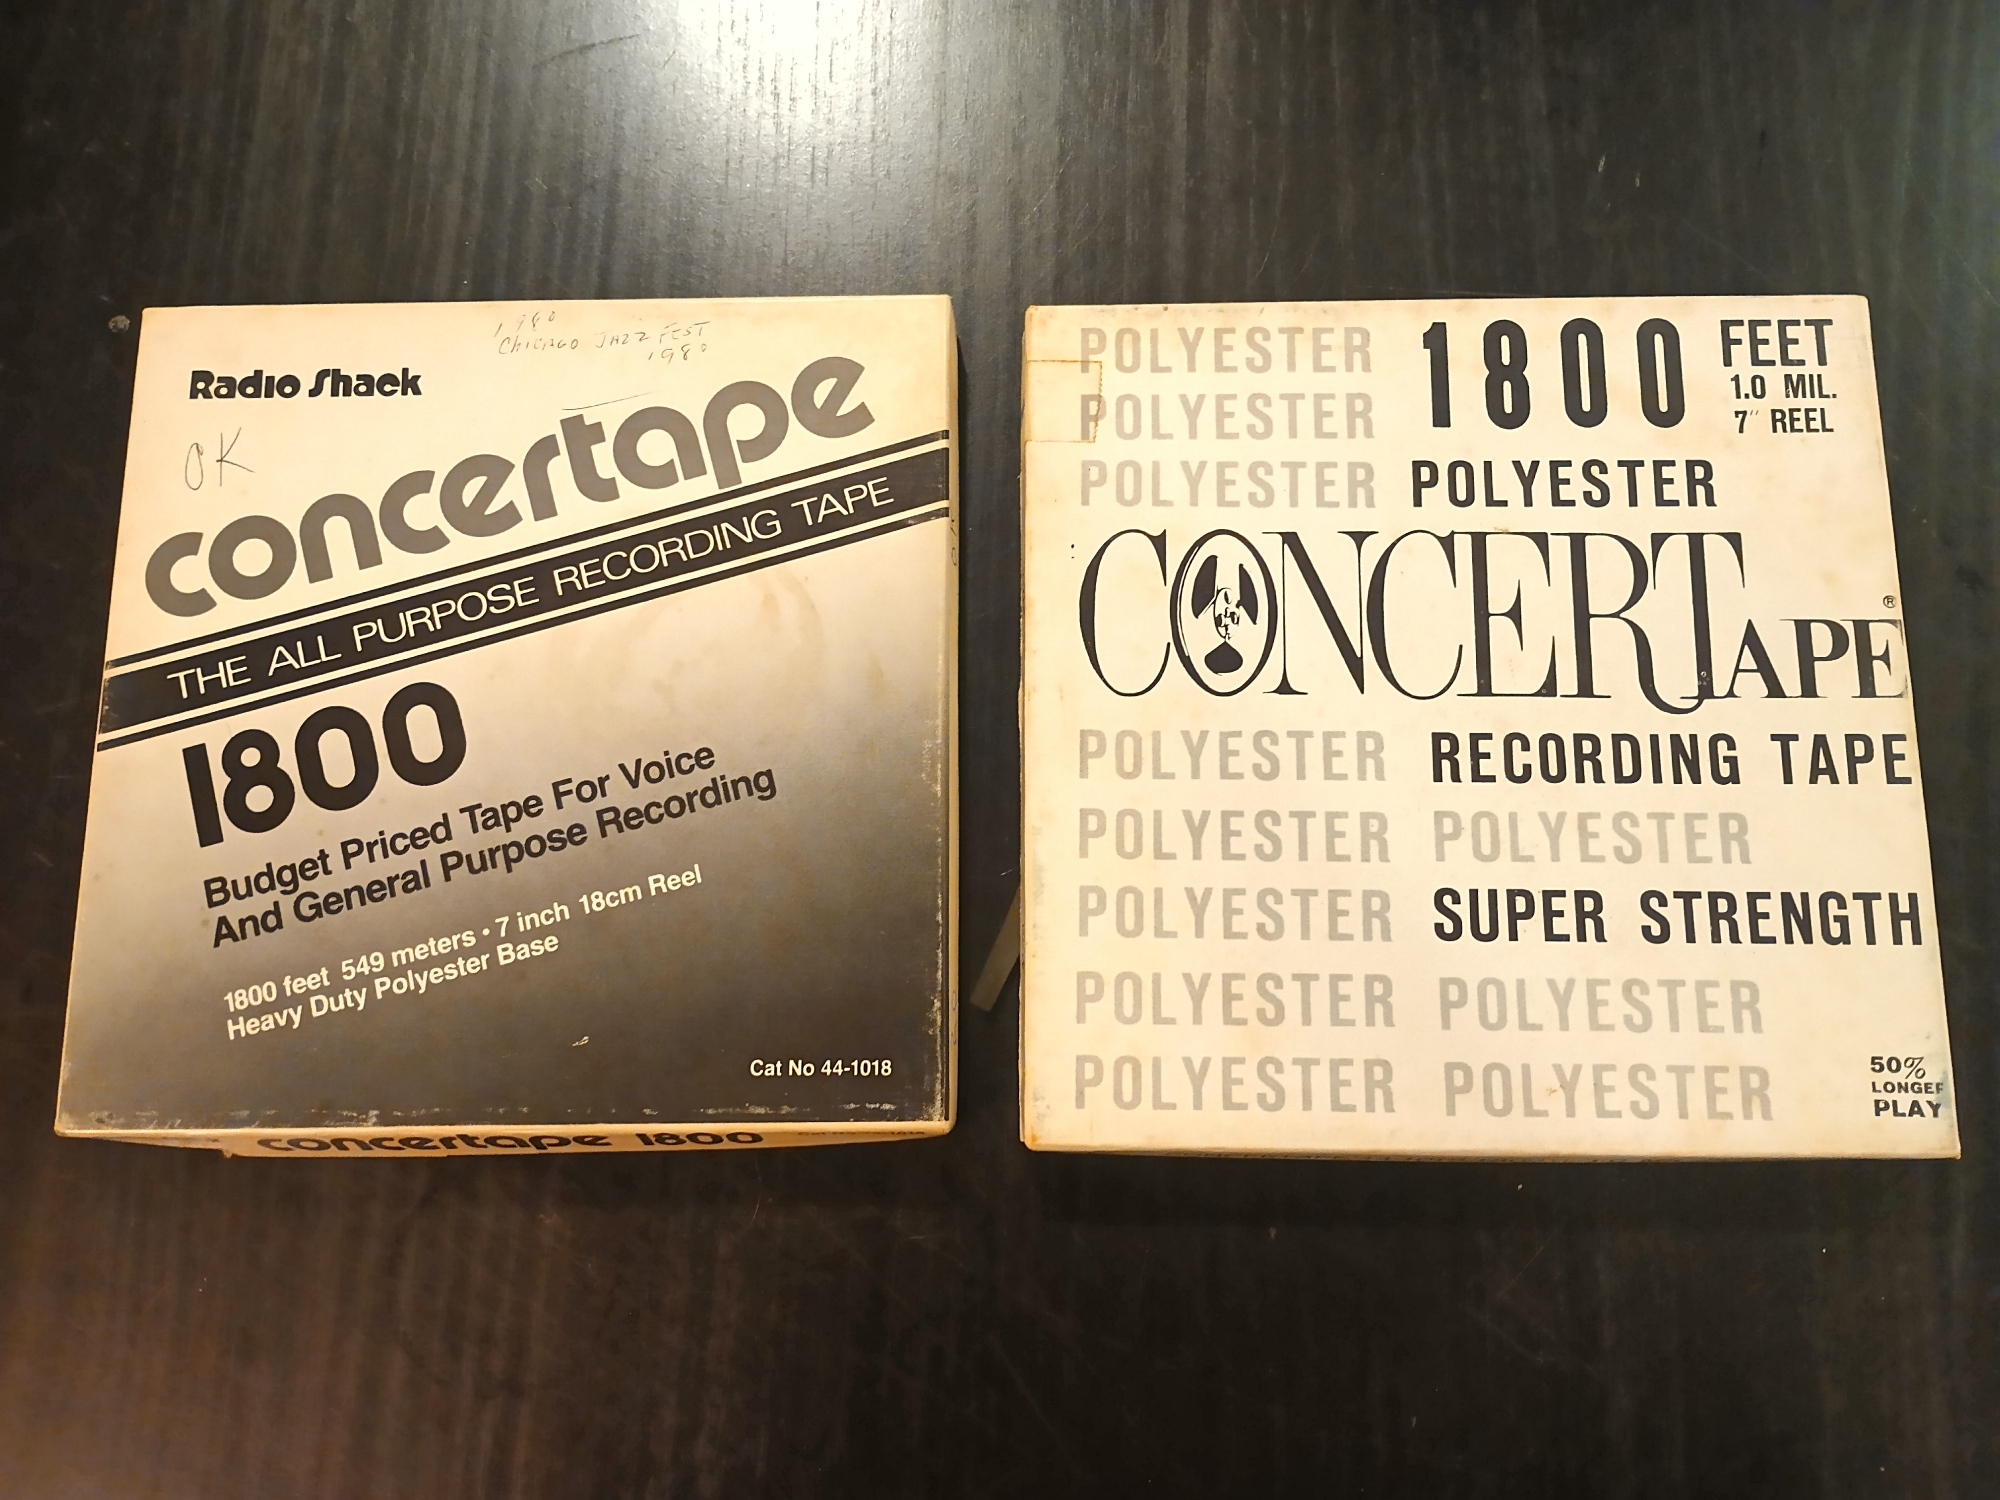 1980
CHICAGO JAZZ FEST
1980
Radio Shack
OK
concertape
THE ALL PURPOSE RECORDING TAPE
1800
Budget Priced Tape For Voice
And General Purpose Recording
1800 feet 549 meters • 7 inch 18cm Reel
Heavy Duty Polyester Base
Cat No 44-1018
concertape 1800
POLYESTER 1800 FEET
1.0 MIL.
POLYESTER 7" REEL
POLYESTER POLYESTER
CONCERTAPE®
POLYESTER RECORDING TAPE
POLYESTER POLYESTER
POLYESTER SUPER STRENGTH
POLYESTER POLYESTER
POLYESTER POLYESTER
50%
LONGER
PLAY